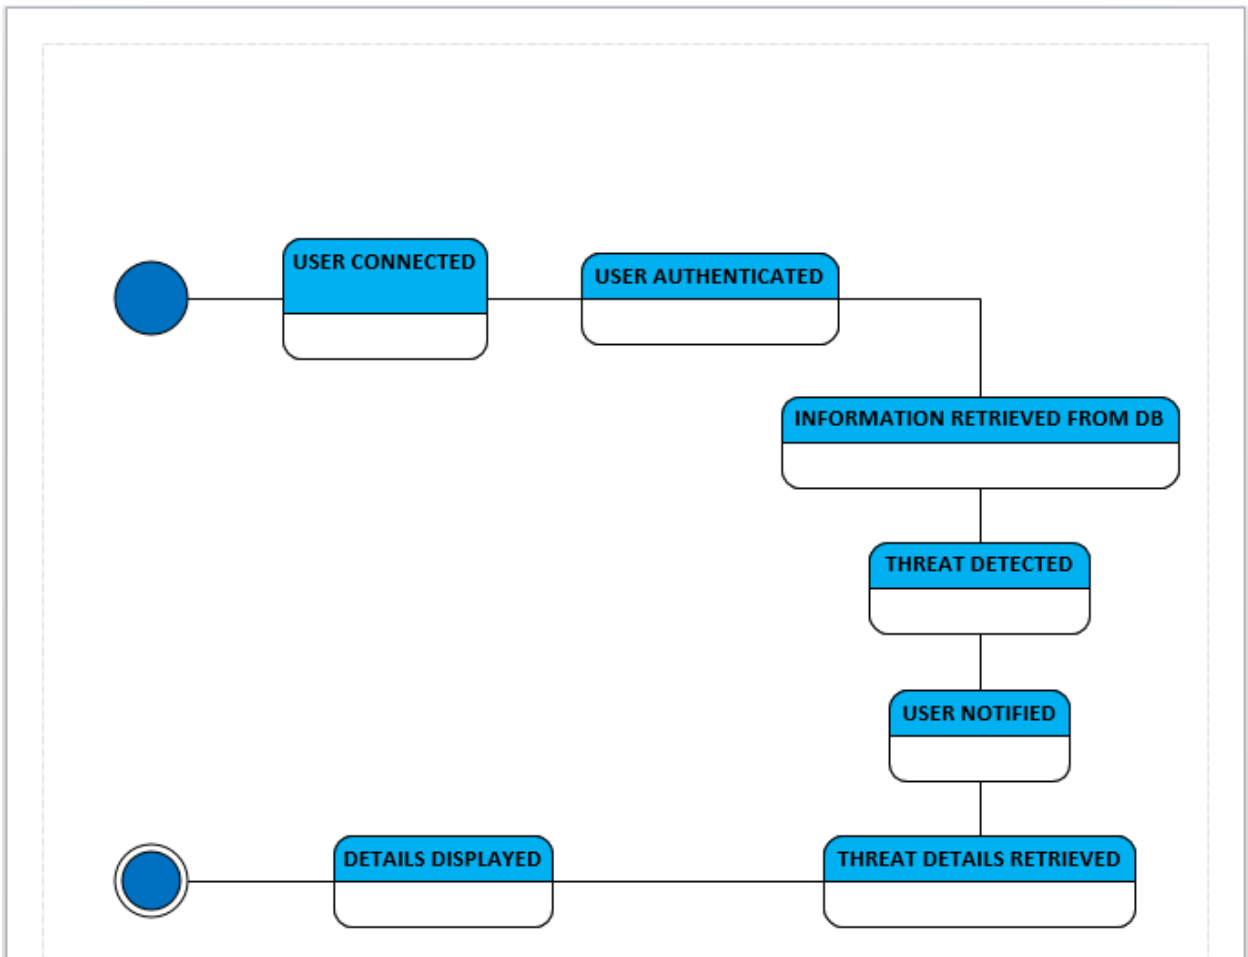 USER CONNECTED
USER AUTHENTICATED
INFORMATION RETRIEVED FROM DB
THREAT DETECTED
USER NOTIFIED
DETAILS DISPLAYED
THREAT DETAILS RETRIEVED